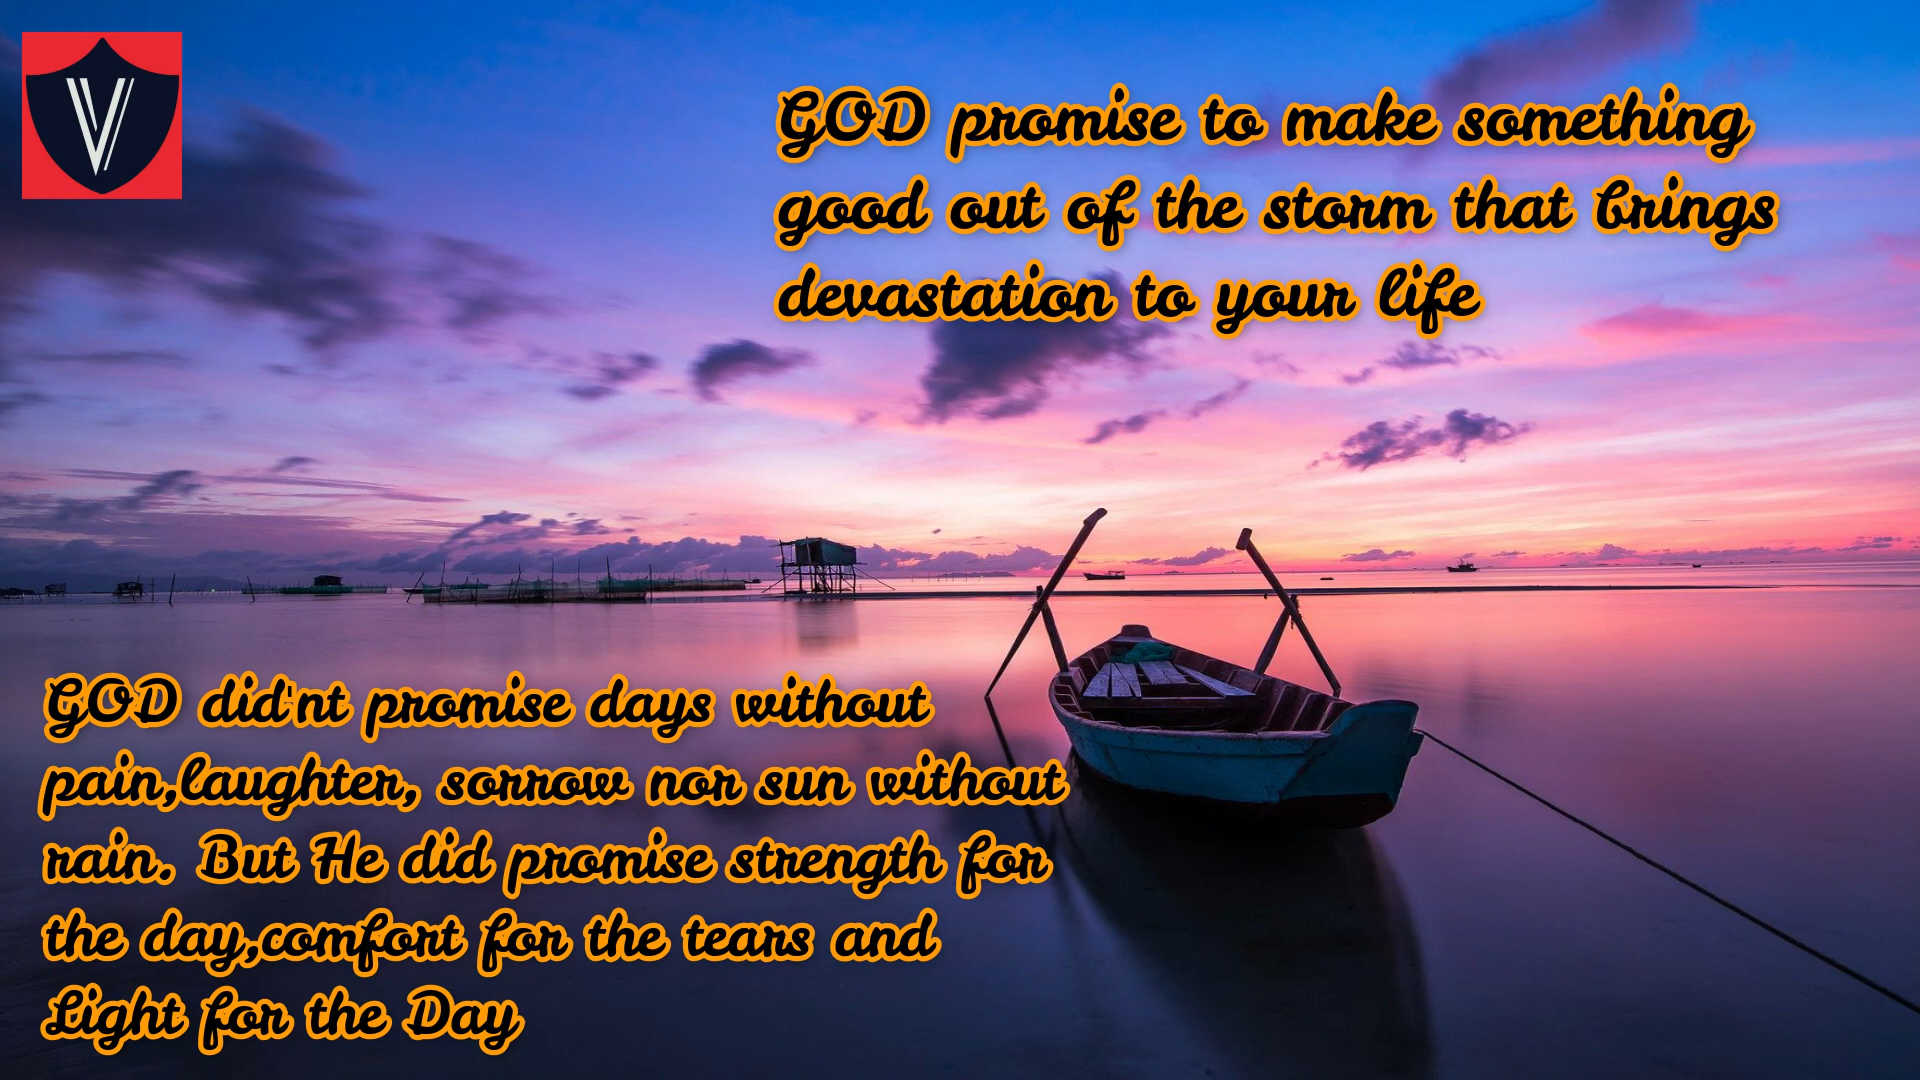 V
GOD promise to make something
good out of the storm that brings
devastation to your life
GOD did'nt promise days without
pain,laughter, sorrow nor sun without
rain. But He did promise strength for
the day,comfort for the tears and
Light for the Day